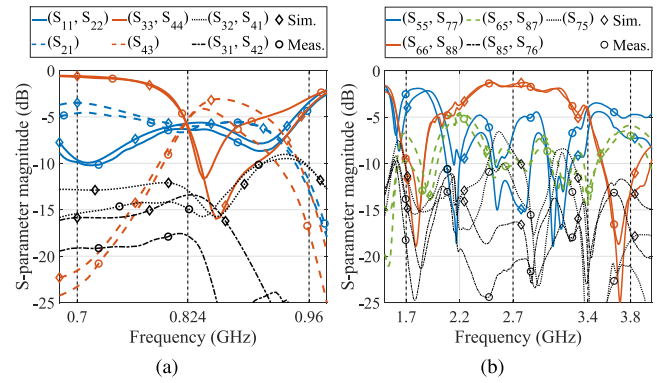 (S11, S22) (S33, S44) (S32, S41) Sim.
(S21) (S43) (S31, S42) Meas.
S-parameter magnitude (dB)
0
-5
-10
-15
-20
-25
0.7 0.824 0.96
Frequency (GHz)
(a)
(S55, S77) (S65, S87) (S75) Sim.
(S66, S88) (S85, S76) Meas.
S-parameter magnitude (dB)
0
-5
-10
-15
-20
-25
1.7 2.2 2.7 3.4 3.8
Frequency (GHz)
(b)